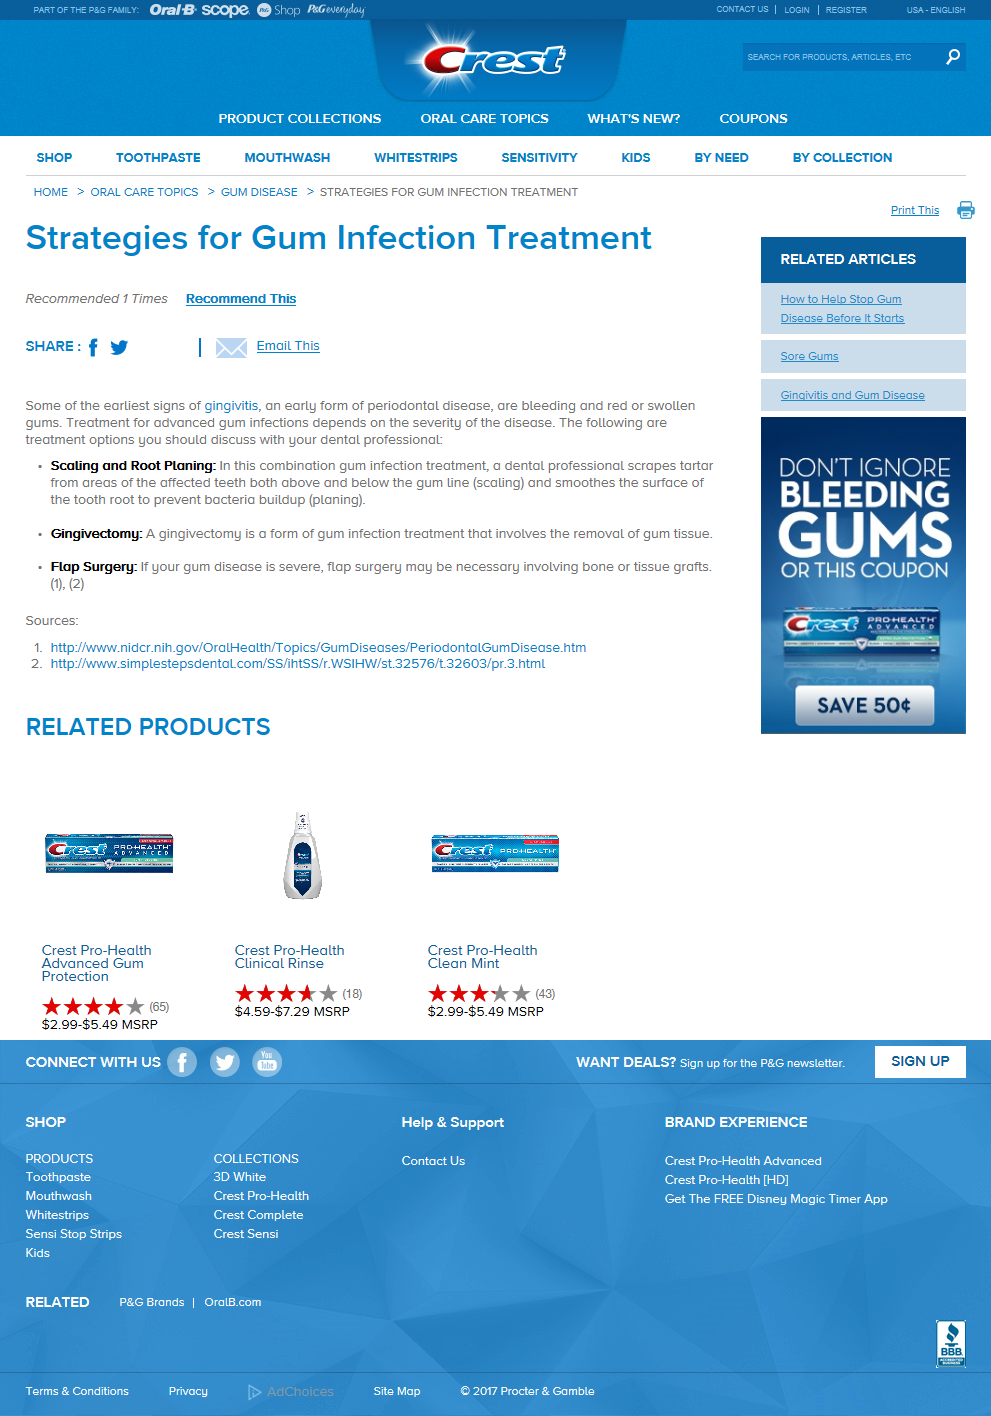 PART OF THE P&G FAMILY: Oral-B scope P&G Shop P&G everyday
CONTACT US | LOGIN | REGISTER USA - ENGLISH
Crest
SEARCH FOR PRODUCTS, ARTICLES, ETC
PRODUCT COLLECTIONS ORAL CARE TOPICS WHAT'S NEW? COUPONS
SHOP TOOTHPASTE MOUTHWASH WHITESTRIPS SENSITIVITY KIDS BY NEED BY COLLECTION
HOME > ORAL CARE TOPICS > GUM DISEASE > STRATEGIES FOR GUM INFECTION TREATMENT
Print This
Strategies for Gum Infection Treatment
Recommended 1 Times Recommend This
SHARE : | Email This
Some of the earliest signs of gingivitis, an early form of periodontal disease, are bleeding and red or swollen
gums. Treatment for advanced gum infections depends on the severity of the disease. The following are
treatment options you should discuss with your dental professional:
• Scaling and Root Planing: In this combination gum infection treatment, a dental professional scrapes tartar
from areas of the affected teeth both above and below the gum line (scaling) and smoothes the surface of
the tooth root to prevent bacteria buildup (planing).
• Gingivectomy: A gingivectomy is a form of gum infection treatment that involves the removal of gum tissue.
• Flap Surgery: If your gum disease is severe, flap surgery may be necessary involving bone or tissue grafts.
(1), (2)
Sources:
1. http://www.nidcr.nih.gov/OralHealth/Topics/GumDiseases/PeriodontalGumDisease.htm
2. http://www.simplestepsdental.com/SS/ihtSS/r.WSIHW/st.32576/t.32603/pr.3.html
RELATED ARTICLES
How to Help Stop Gum
Disease Before It Starts
Sore Gums
Gingivitis and Gum Disease
DON'T IGNORE
BLEEDING
GUMS
OR THIS COUPON
Crest PRO-HEALTH
ADVANCED
SAVE 50¢
RELATED PRODUCTS
Crest PRO-HEALTH
ADVANCED
Crest PRO-HEALTH
Crest Pro-Health
Advanced Gum
Protection
(65)
$2.99-$5.49 MSRP
Crest Pro-Health
Clinical Rinse
(18)
$4.59-$7.29 MSRP
Crest Pro-Health
Clean Mint
(43)
$2.99-$5.49 MSRP
CONNECT WITH US You Tube
WANT DEALS? Sign up for the P&G newsletter. SIGN UP
SHOP
PRODUCTS
Toothpaste
Mouthwash
Whitestrips
Sensi Stop Strips
Kids
COLLECTIONS
3D White
Crest Pro-Health
Crest Complete
Crest Sensi
Help & Support
Contact Us
BRAND EXPERIENCE
Crest Pro-Health Advanced
Crest Pro-Health [HD]
Get The FREE Disney Magic Timer App
RELATED P&G Brands | OralB.com
BBB
ACCREDITED
BUSINESS
Terms & Conditions Privacy AdChoices Site Map © 2017 Procter & Gamble